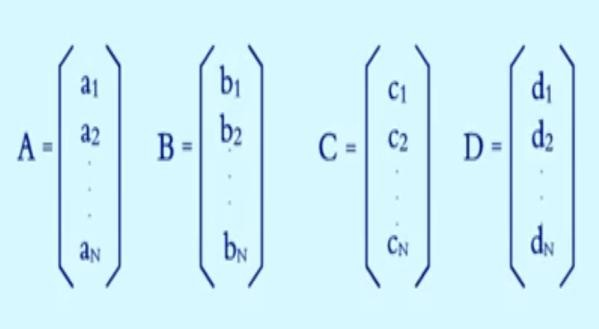 A = ( a1 a2 . . . aN ) B = ( b1 b2 . . . bN ) C = ( c1 c2 . . . cN ) D = ( d1 d2 . . . dN )